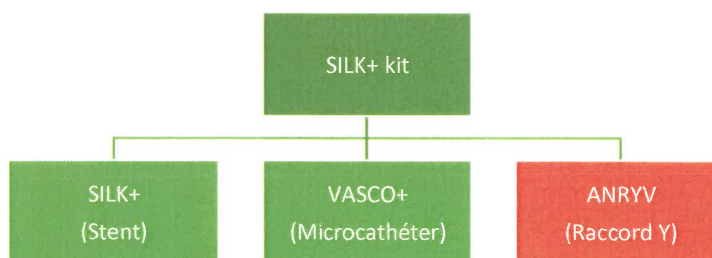 SILK+ kit
SILK+
(Stent)
VASCO+
(Microcathéter)
ANRYV
(Raccord Y)